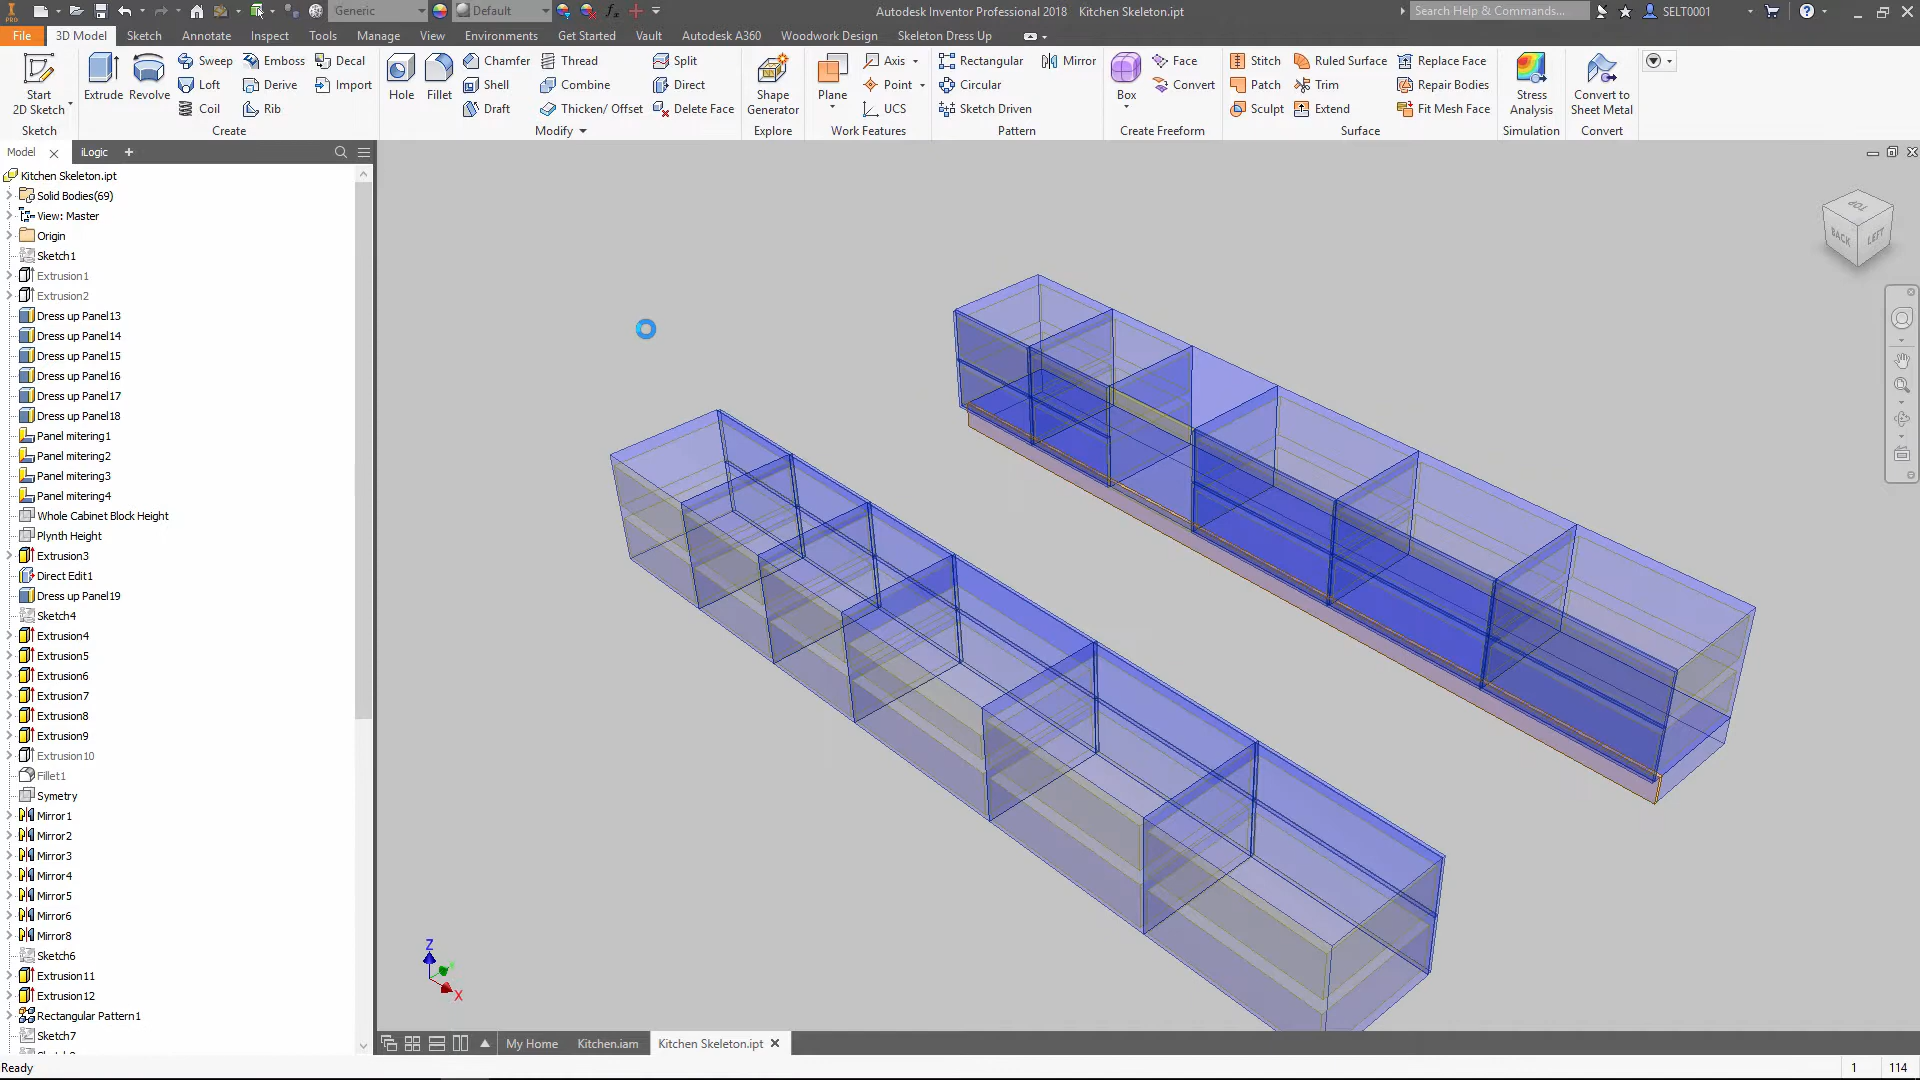 Generic
Default
Autodesk Inventor Professional 2018 Kitchen Skeleton.ipt
Search Help & Commands...
SELT0001
File
3D Model
Sketch
Annotate
Inspect
Tools
Manage
View
Environments
Get Started
Vault
Autodesk A360
Woodwork Design
Skeleton Dress Up
Start
2D Sketch
Sketch
Extrude
Revolve
Sweep
Loft
Coil
Emboss
Derive
Rib
Decal
Import
Create
Hole
Fillet
Chamfer
Shell
Draft
Thread
Combine
Thicken/ Offset
Split
Direct
Delete Face
Modify
Shape
Generator
Explore
Plane
Axis
Point
UCS
Work Features
Rectangular
Circular
Sketch Driven
Mirror
Pattern
Box
Face
Convert
Create Freeform
Stitch
Patch
Sculpt
Ruled Surface
Trim
Extend
Replace Face
Repair Bodies
Fit Mesh Face
Surface
Stress
Analysis
Simulation
Convert to
Sheet Metal
Convert
Model
iLogic
Kitchen Skeleton.ipt
Solid Bodies(69)
View: Master
Origin
Sketch1
Extrusion1
Extrusion2
Dress up Panel13
Dress up Panel14
Dress up Panel15
Dress up Panel16
Dress up Panel17
Dress up Panel18
Panel mitering1
Panel mitering2
Panel mitering3
Panel mitering4
Whole Cabinet Block Height
Plynth Height
Extrusion3
Direct Edit1
Dress up Panel19
Sketch4
Extrusion4
Extrusion5
Extrusion6
Extrusion7
Extrusion8
Extrusion9
Extrusion10
Fillet1
Symetry
Mirror1
Mirror2
Mirror3
Mirror4
Mirror5
Mirror6
Mirror8
Sketch6
Extrusion11
Extrusion12
Rectangular Pattern1
Sketch7
TOP
BACK
LEFT
Z
X
My Home
Kitchen.iam
Kitchen Skeleton.ipt
Ready
1
114